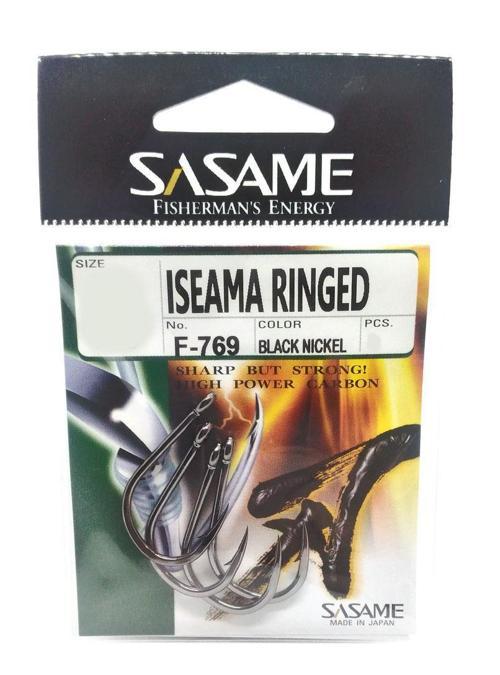 SASAME
FISHERMAN'S ENERGY
SIZE
ISEAMA RINGED
No. COLOR PCS.
F-769 BLACK NICKEL
SHARP BUT STRONG!
HIGH POWER CARBON
SASAME
MADE IN JAPAN